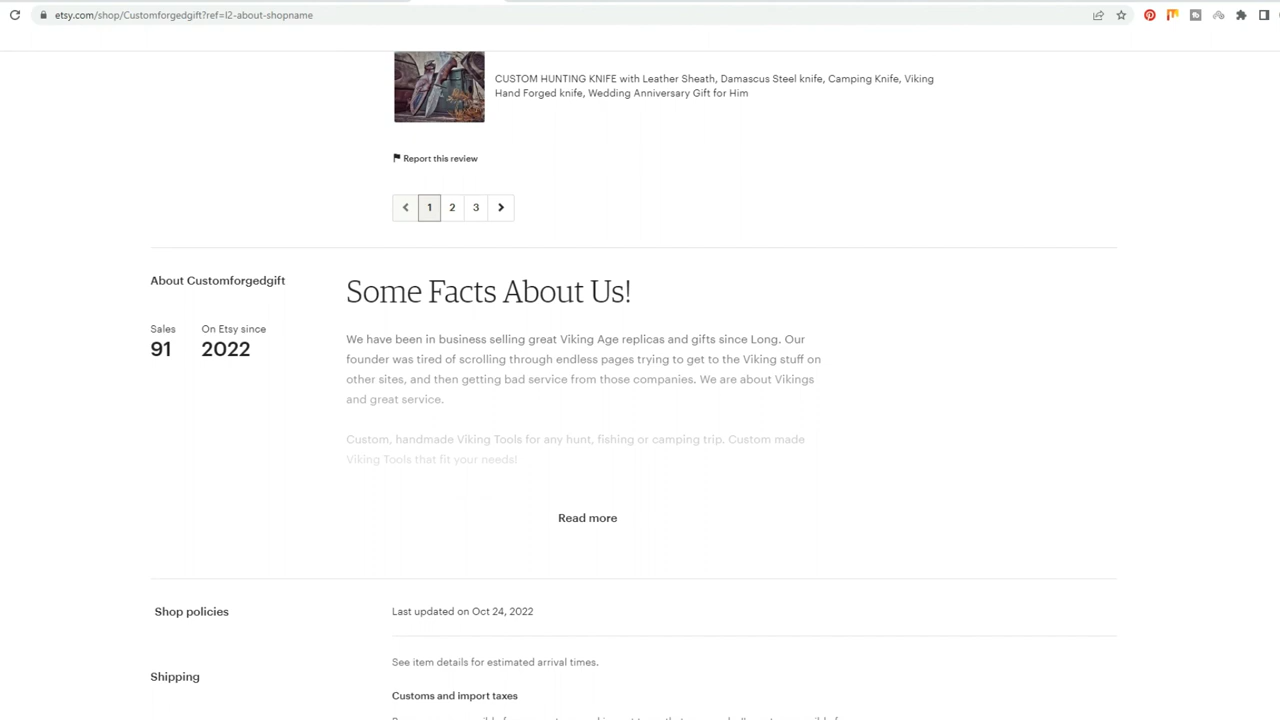 etsy.com/shop/Customforgedgift?ref=l2-about-shopname
CUSTOM HUNTING KNIFE with Leather Sheath, Damascus Steel knife, Camping Knife, Viking
Hand Forged knife, Wedding Anniversary Gift for Him
Report this review
1 2 3
About Customforgedgift
Sales On Etsy since
91 2022
Some Facts About Us!
We have been in business selling great Viking Age replicas and gifts since Long. Our
founder was tired of scrolling through endless pages trying to get to the Viking stuff on
other sites, and then getting bad service from those companies. We are about Vikings
and great service.
Custom, handmade Viking Tools for any hunt, fishing or camping trip. Custom made
Viking Tools that fit your needs!
Read more
Shop policies
Last updated on Oct 24, 2022
Shipping
See item details for estimated arrival times.
Customs and import taxes